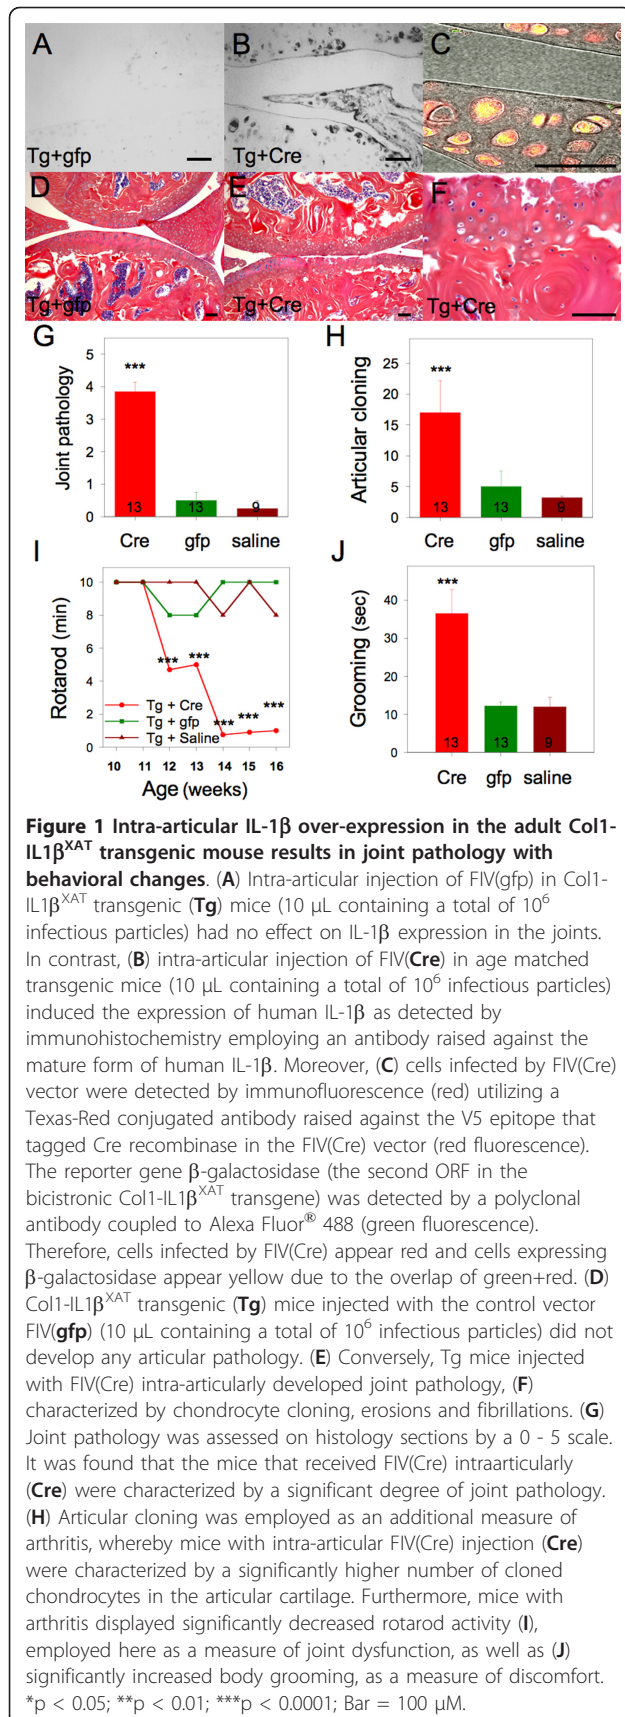 A
B
C
Tg+gfp
Tg+Cre
D
E
F
Tg+gfp
Tg+Cre
Tg+Cre
G
H
Joint pathology
5
4
3
2
1
0
***
13
13
9
Cre gfp saline
Articular cloning
25
20
15
10
5
0
***
13
13
9
Cre gfp saline
I
J
Rotarod (min)
10
8
6
4
2
0
*** ***
*** *** ***
Tg + Cre
Tg + gfp
Tg + Saline
10 11 12 13 14 15 16
Age (weeks)
Grooming (sec)
40
30
20
10
0
***
13
13
9
Cre gfp saline
Figure 1 Intra-articular IL-1β over-expression in the adult Col1-
IL1β^XAT transgenic mouse results in joint pathology with
behavioral changes. (A) Intra-articular injection of FIV(gfp) in Col1-
IL1β^XAT transgenic (Tg) mice (10 μL containing a total of 10^6
infectious particles) had no effect on IL-1β expression in the joints.
In contrast, (B) intra-articular injection of FIV(Cre) in age matched
transgenic mice (10 μL containing a total of 10^6 infectious particles)
induced the expression of human IL-1β as detected by
immunohistochemistry employing an antibody raised against the
mature form of human IL-1β. Moreover, (C) cells infected by FIV(Cre)
vector were detected by immunofluorescence (red) utilizing a
Texas-Red conjugated antibody raised against the V5 epitope that
tagged Cre recombinase in the FIV(Cre) vector (red fluorescence).
The reporter gene β-galactosidase (the second ORF in the
bicistronic Col1-IL1β^XAT transgene) was detected by a polyclonal
antibody coupled to Alexa Fluor® 488 (green fluorescence).
Therefore, cells infected by FIV(Cre) appear red and cells expressing
β-galactosidase appear yellow due to the overlap of green+red. (D)
Col1-IL1β^XAT transgenic (Tg) mice injected with the control vector
FIV(gfp) (10 μL containing a total of 10^6 infectious particles) did not
develop any articular pathology. (E) Conversely, Tg mice injected
with FIV(Cre) intra-articularly developed joint pathology, (F)
characterized by chondrocyte cloning, erosions and fibrillations. (G)
Joint pathology was assessed on histology sections by a 0 - 5 scale.
It was found that the mice that received FIV(Cre) intraarticularly
(Cre) were characterized by a significant degree of joint pathology.
(H) Articular cloning was employed as an additional measure of
arthritis, whereby mice with intra-articular FIV(Cre) injection (Cre)
were characterized by a significantly higher number of cloned
chondrocytes in the articular cartilage. Furthermore, mice with
arthritis displayed significantly decreased rotarod activity (I),
employed here as a measure of joint dysfunction, as well as (J)
significantly increased body grooming, as a measure of discomfort.
*p < 0.05; **p < 0.01; ***p < 0.0001; Bar = 100 μM.